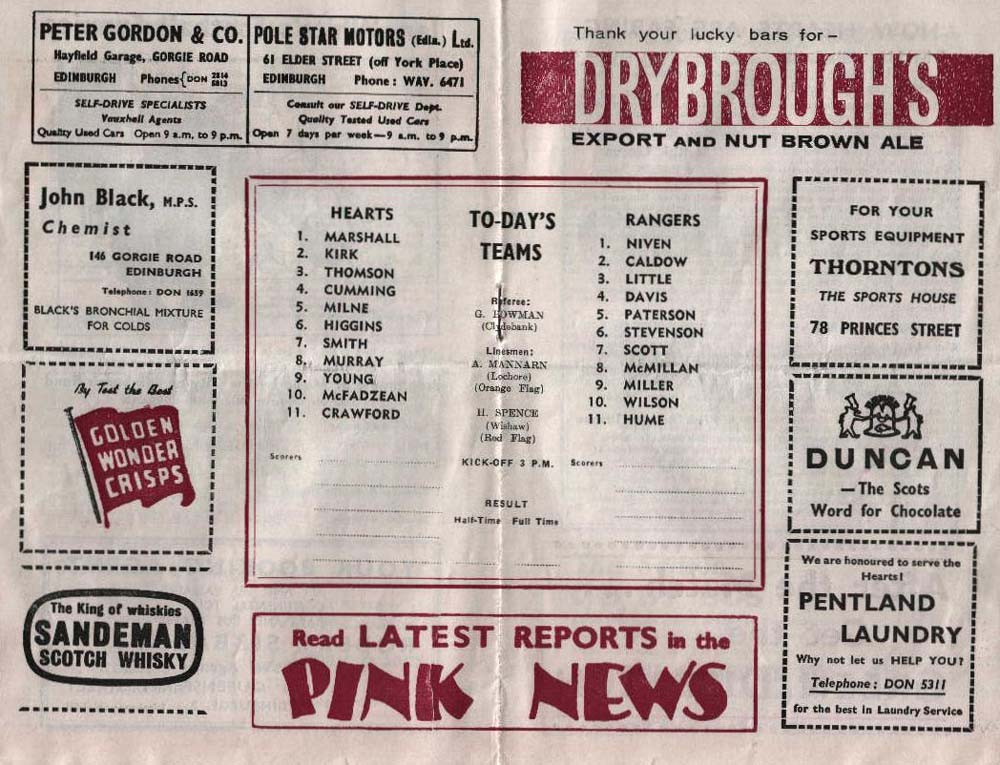 PETER GORDON & CO.
Hayfield Garage, GORGIE ROAD
EDINBURGH Phones {DON 2814
6813
SELF-DRIVE SPECIALISTS
Vauxhall Agents
Quality Used Cars Open 9 a.m. to 9 p.m.
POLE STAR MOTORS (Edin.) Ltd.
61 ELDER STREET (off York Place)
EDINBURGH Phone: WAV. 6471
Consult our SELF-DRIVE Dept.
Quality Tested Used Cars
Open 7 days per week—9 a.m. to 9 p.m.
Thank your lucky bars for –
DRYBROUGH'S
EXPORT AND NUT BROWN ALE
John Black, M.P.S.
Chemist
146 GORGIE ROAD
EDINBURGH
Telephone: DON 1659
BLACK'S BRONCHIAL MIXTURE
FOR COLDS
By Test the Best
GOLDEN
WONDER
CRISPS
The King of whiskies
SANDEMAN
SCOTCH WHISKY
HEARTS
1. MARSHALL
2. KIRK
3. THOMSON
4. CUMMING
5. MILNE
6. HIGGINS
7. SMITH
8. MURRAY
9. YOUNG
10. McFADZEAN
11. CRAWFORD
Scorers
TO-DAY'S
TEAMS
Referee:
G. BOWMAN
(Clydebank)
Linesmen:
A. MANNARN
(Lochore)
(Orange Flag)
H. SPENCE
(Wishaw)
(Red Flag)
KICK-OFF 3 P.M.
RESULT
Half-Time Full Time
RANGERS
1. NIVEN
2. CALDOW
3. LITTLE
4. DAVIS
5. PATERSON
6. STEVENSON
7. SCOTT
8. McMILLAN
9. MILLER
10. WILSON
11. HUME
Scorers
Read LATEST REPORTS in the
PINK NEWS
FOR YOUR
SPORTS EQUIPMENT
THORNTONS
THE SPORTS HOUSE
78 PRINCES STREET
DUNCAN
—The Scots
Word for Chocolate
We are honoured to serve the
Hearts!
PENTLAND
LAUNDRY
Why not let us HELP YOU?
Telephone: DON 5311
for the best in Laundry Service